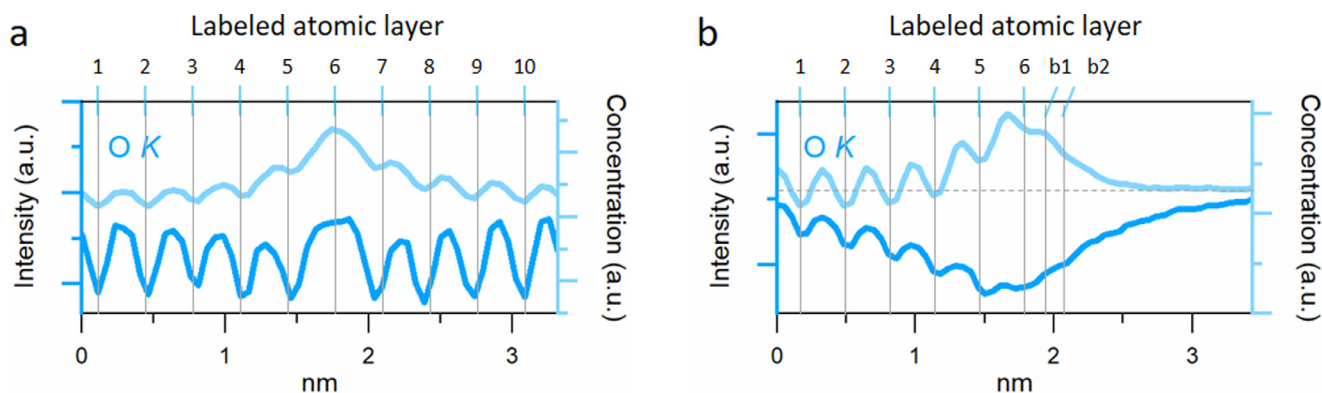 a
Labeled atomic layer
1 2 3 4 5 6 7 8 9 10
O K
Intensity (a.u.)
Concentration (a.u.)
0 1 2 3
nm
b
Labeled atomic layer
1 2 3 4 5 6 b1 b2
O K
Intensity (a.u.)
Concentration (a.u.)
0 1 2 3
nm